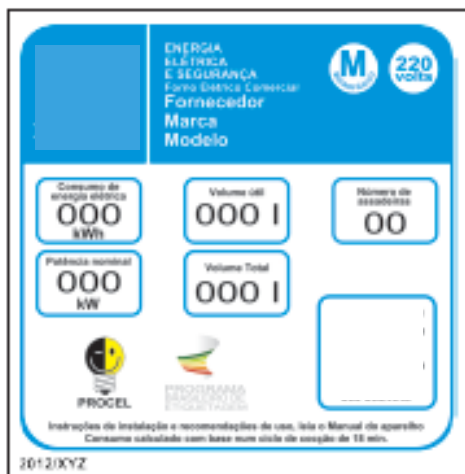 ENERGIA
ELÉTRICA
E SEGURANÇA
Forno Elétrico Comercial
Fornecedor
Marca
Modelo
M
220
volts
Consumo de
energia elétrica
000
kWh
Volume útil
000 l
Número de
assadeiras
00
Potência nominal
000
kW
Volume Total
000 l
PROCEL
PROGRAMA
BRASILEIRO DE
ETIQUETAGEM
Instruções de instalação e recomendações de uso, leia o Manual do aparelho
Consumo calculado com base num ciclo de cocção de 18 min.
2012/XYZ